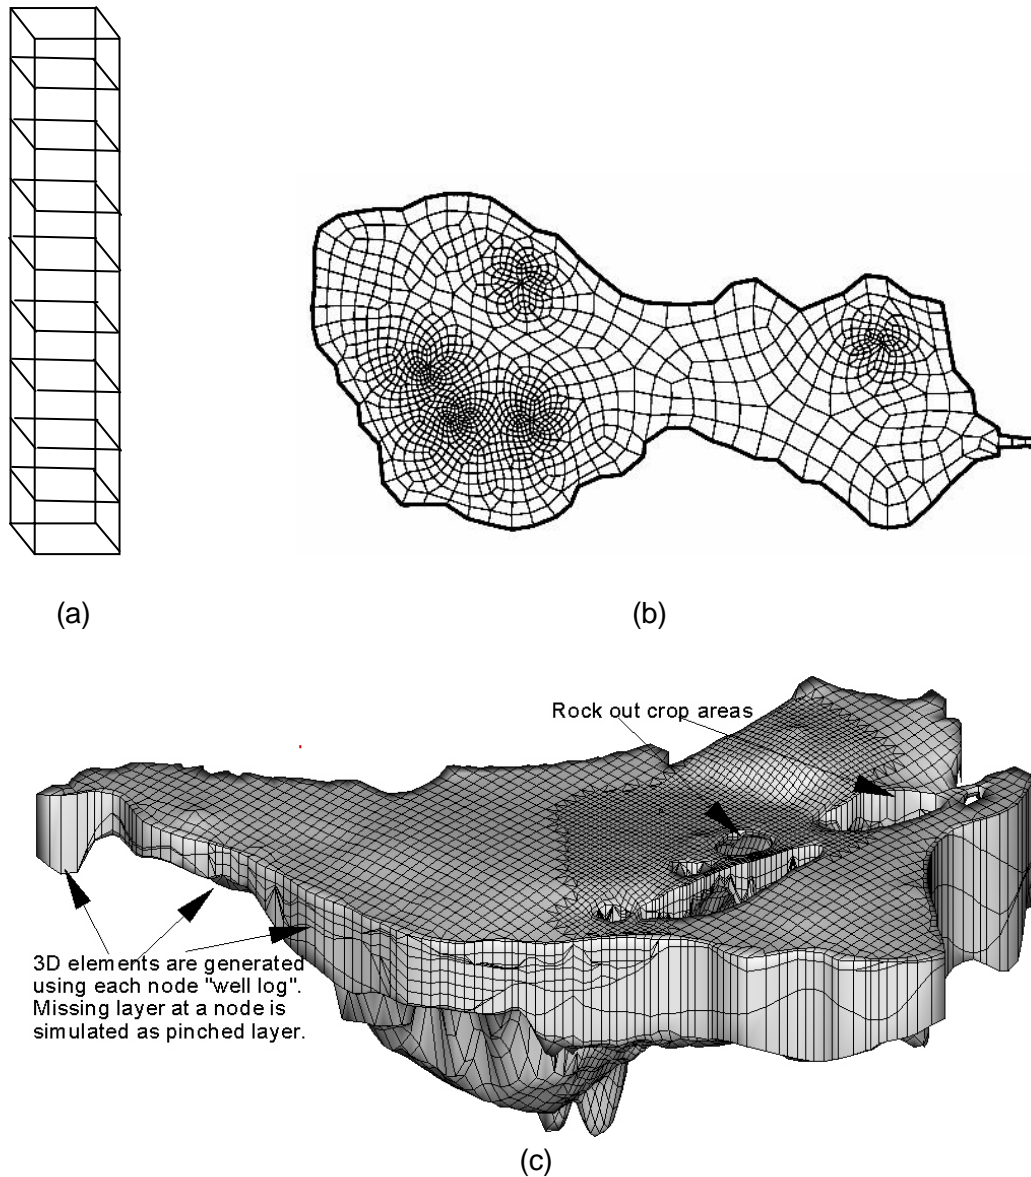 (a)
(b)
Rock out crop areas
3D elements are generated
using each node "well log".
Missing layer at a node is
simulated as pinched layer.
(c)